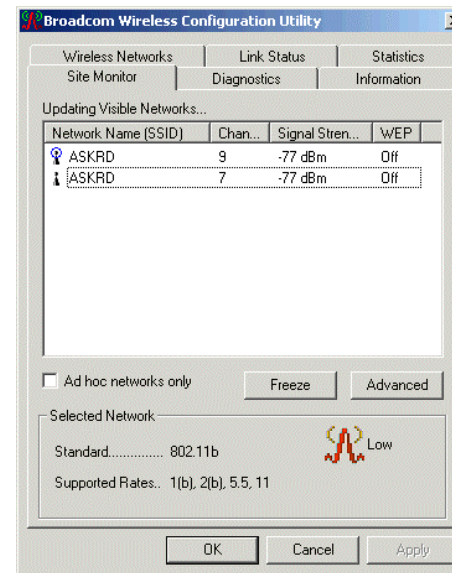 Broadcom Wireless Configuration Utility
Wireless Networks Link Status Statistics
Site Monitor Diagnostics Information
Updating Visible Networks...
Network Name (SSID) Chan... Signal Stren... WEP
ASKRD 9 -77 dBm Off
ASKRD 7 -77 dBm Off
Ad hoc networks only Freeze Advanced
Selected Network
Standard.............. 802.11b
Low
Supported Rates.. 1(b), 2(b), 5.5, 11
OK Cancel Apply